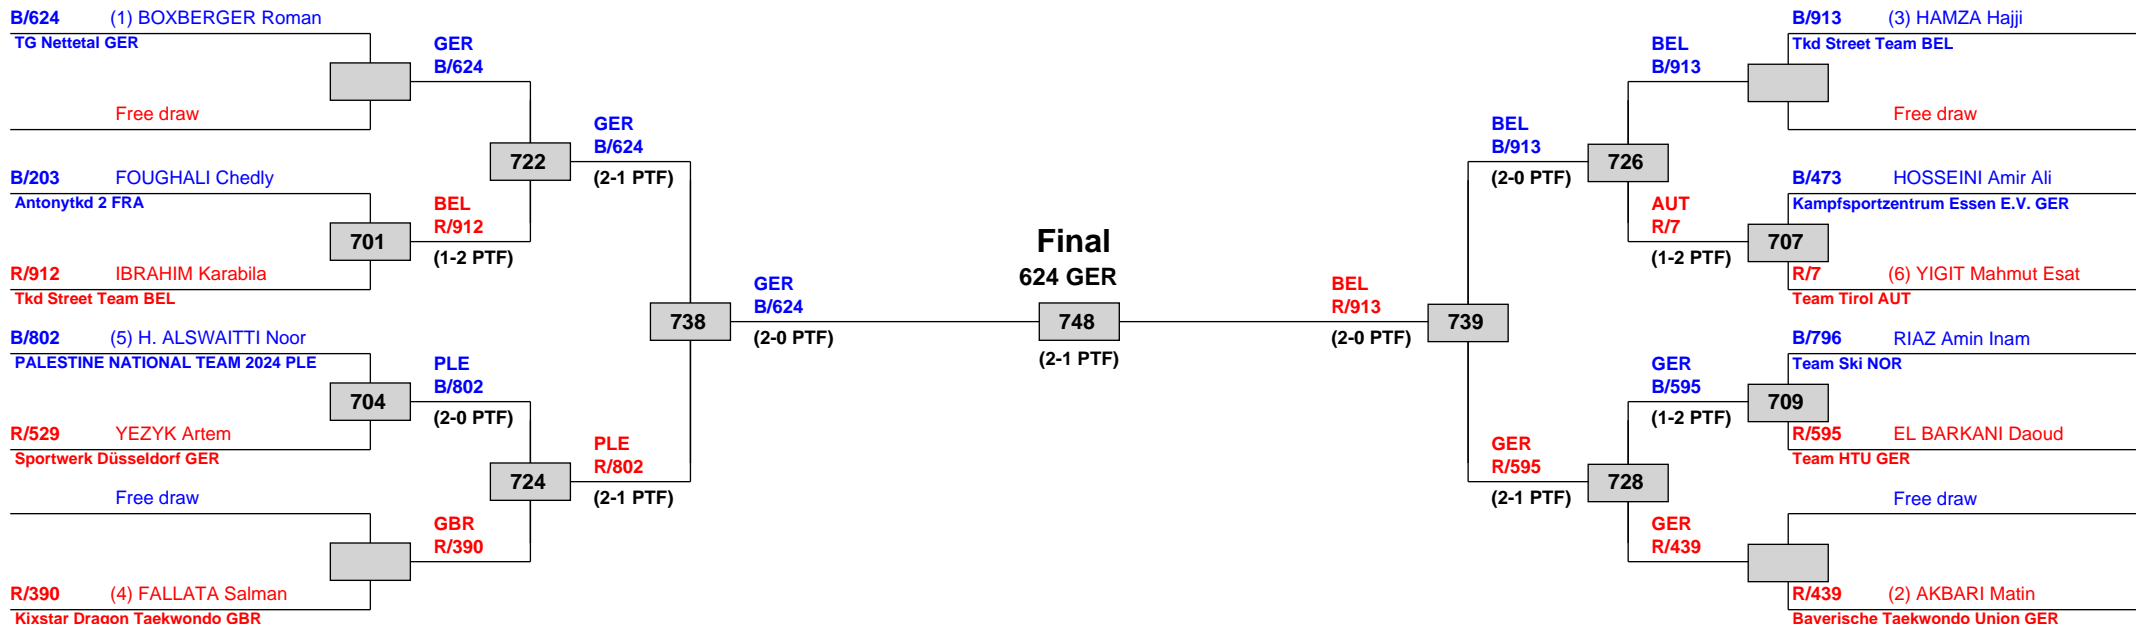 B/624 (1) BOXBERGER Roman
TG Nettetal GER
Free draw
B/203 FOUGHALI Chedly
Antonytkd 2 FRA
701
R/912 IBRAHIM Karabila
Tkd Street Team BEL
B/802 (5) H. ALSWAITTI Noor
PALESTINE NATIONAL TEAM 2024 PLE
704
R/529 YEZYK Artem
Sportwerk Düsseldorf GER
Free draw
R/390 (4) FALLATA Salman
Kixstar Dragon Taekwondo GBR
GER
B/624
722
BEL
R/912
(1-2 PTF)
PLE
B/802
(2-0 PTF)
724
GBR
R/390
GER
B/624
(2-1 PTF)
738
PLE
R/802
(2-1 PTF)
GER
B/624
(2-0 PTF)
Final
624 GER
748
(2-1 PTF)
BEL
R/913
(2-0 PTF)
739
BEL
B/913
(2-0 PTF)
726
GER
R/595
(2-1 PTF)
728
BEL
B/913
AUT
R/7
(1-2 PTF)
GER
B/595
(1-2 PTF)
GER
R/439
B/913 (3) HAMZA Hajji
Tkd Street Team BEL
Free draw
B/473 HOSSEINI Amir Ali
Kampfsportzentrum Essen E.V. GER
707
R/7 (6) YIGIT Mahmut Esat
Team Tirol AUT
B/796 RIAZ Amin Inam
Team Ski NOR
709
R/595 EL BARKANI Daoud
Team HTU GER
Free draw
R/439 (2) AKBARI Matin
Bayerische Taekwondo Union GER